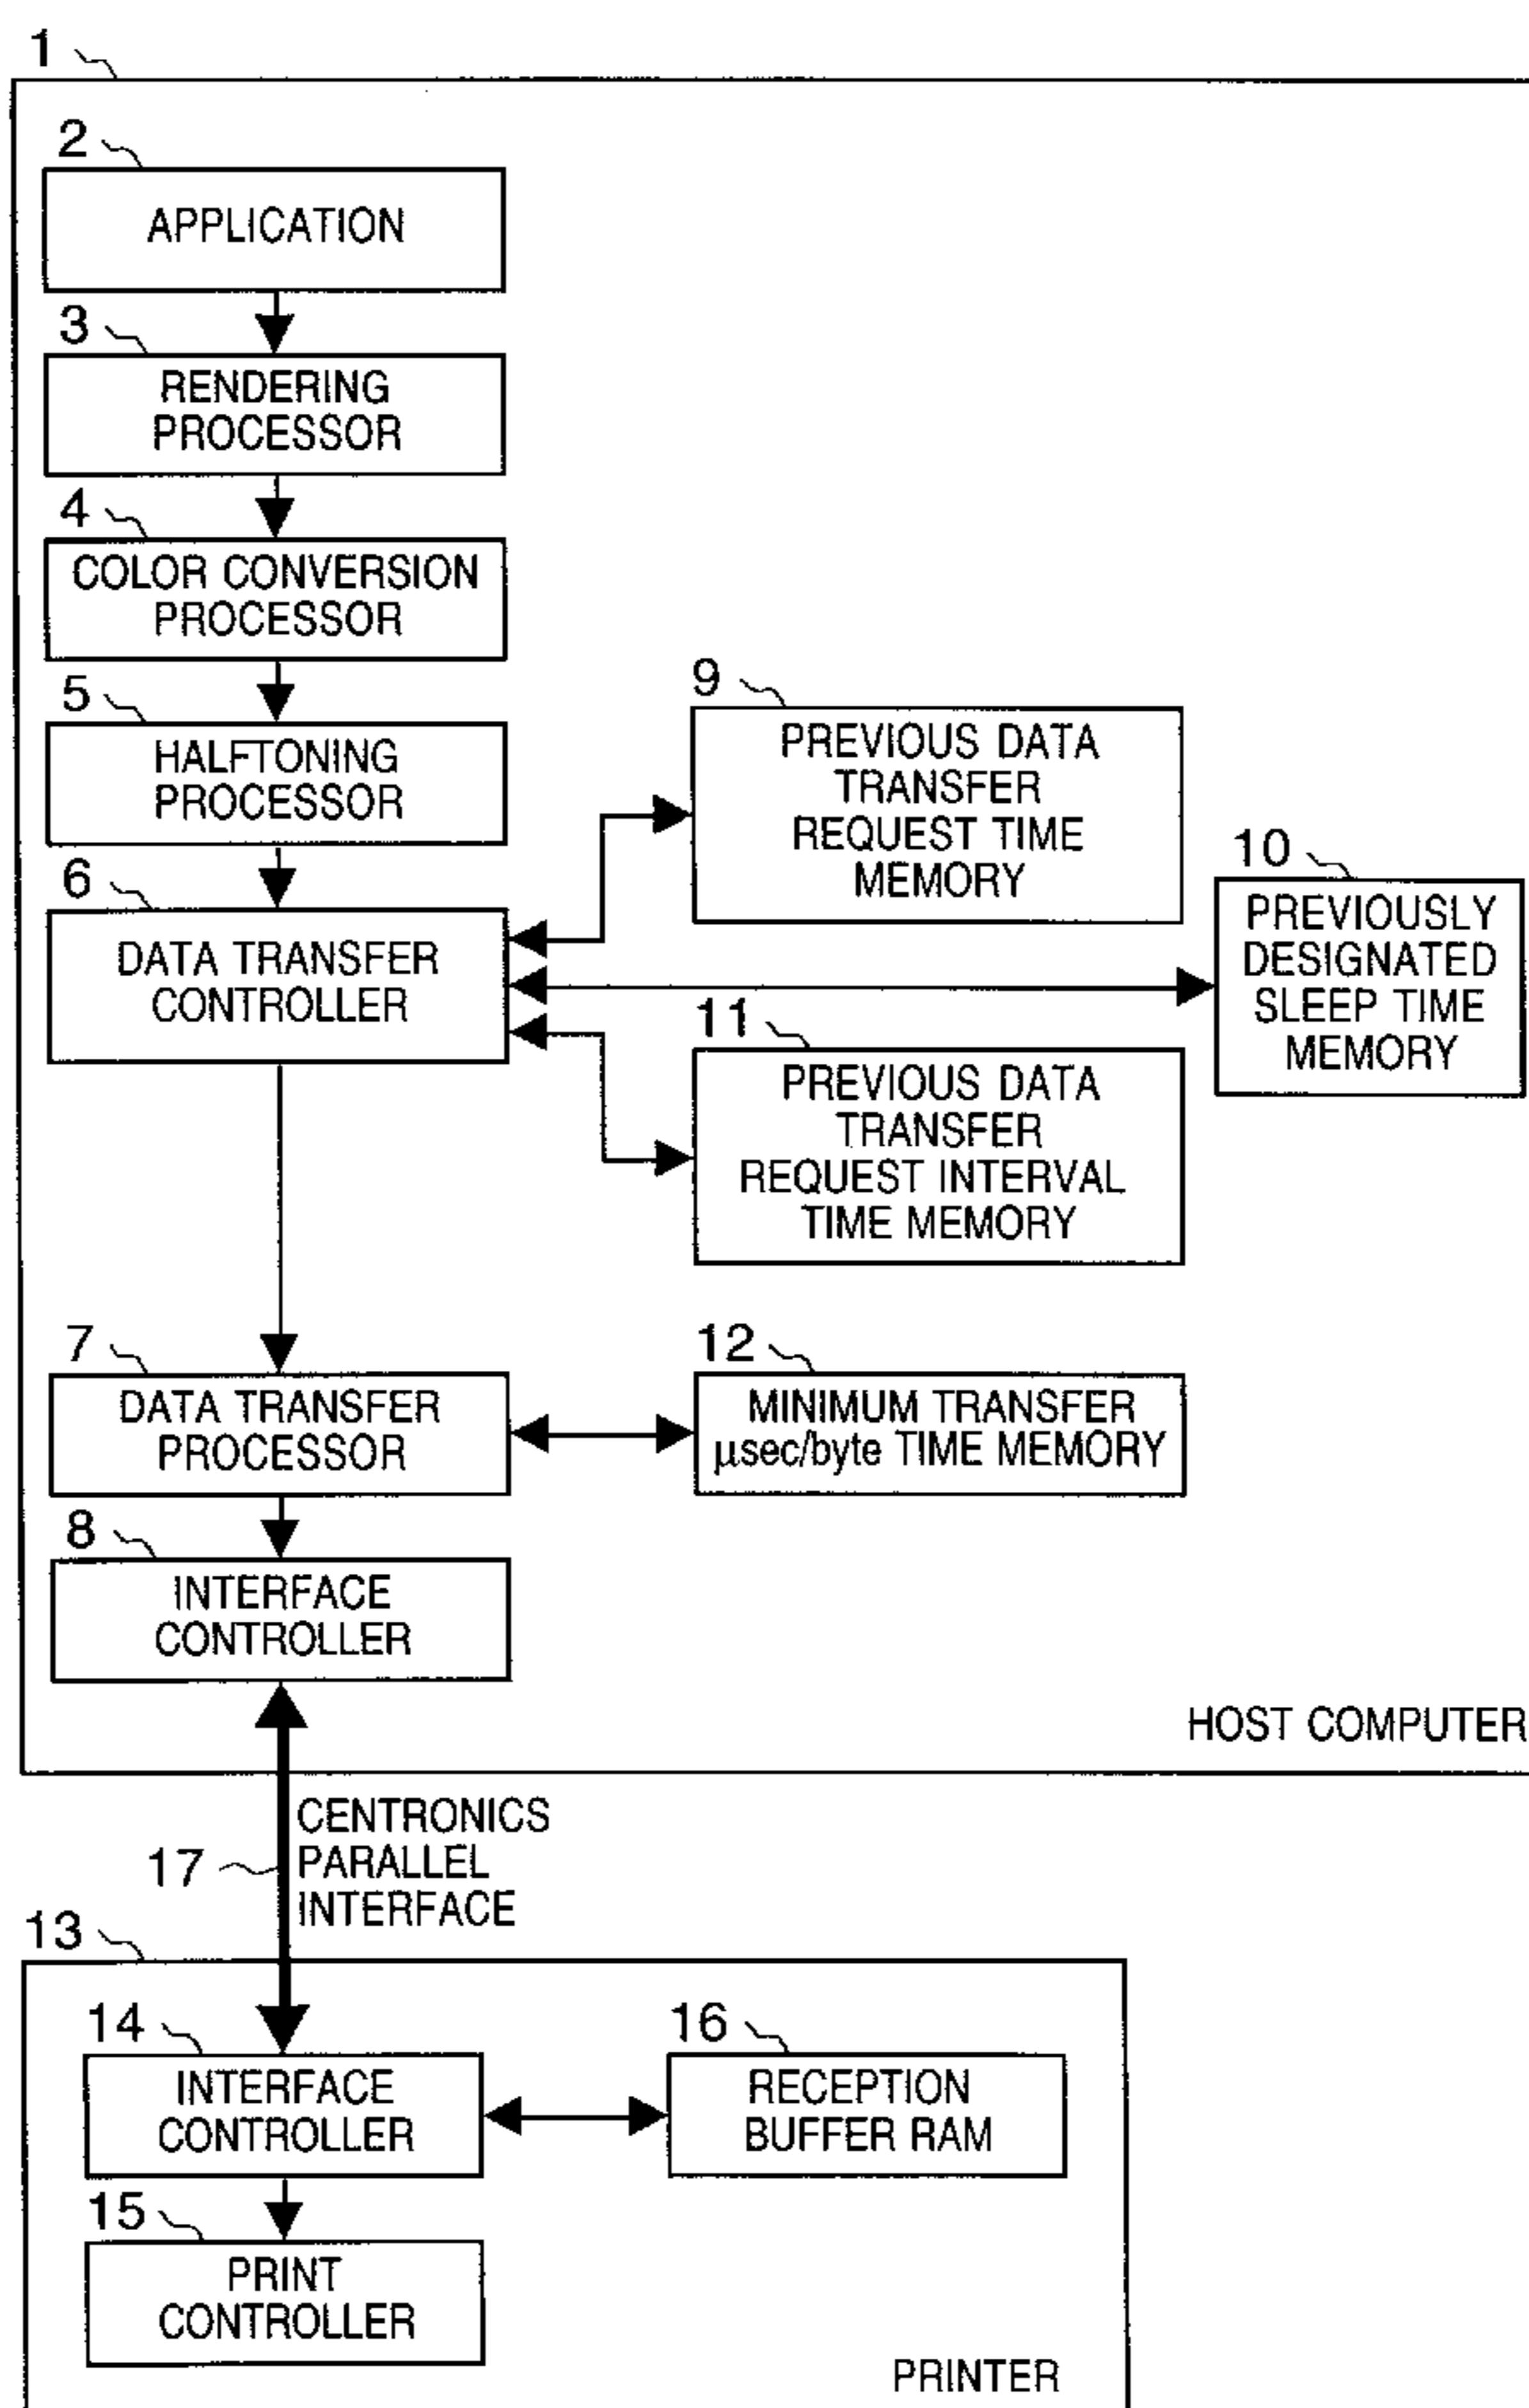 1
2
APPLICATION
3
RENDERING
PROCESSOR
4
COLOR CONVERSION
PROCESSOR
5
HALFTONING
PROCESSOR
9
PREVIOUS DATA
TRANSFER
REQUEST TIME
MEMORY
6
DATA TRANSFER
CONTROLLER
10
PREVIOUSLY
DESIGNATED
SLEEP TIME
MEMORY
11
PREVIOUS DATA
TRANSFER
REQUEST INTERVAL
TIME MEMORY
7
DATA TRANSFER
PROCESSOR
12
MINIMUM TRANSFER
µsec/byte TIME MEMORY
8
INTERFACE
CONTROLLER
HOST COMPUTER
17
CENTRONICS
PARALLEL
INTERFACE
13
14
INTERFACE
CONTROLLER
16
RECEPTION
BUFFER RAM
15
PRINT
CONTROLLER
PRINTER